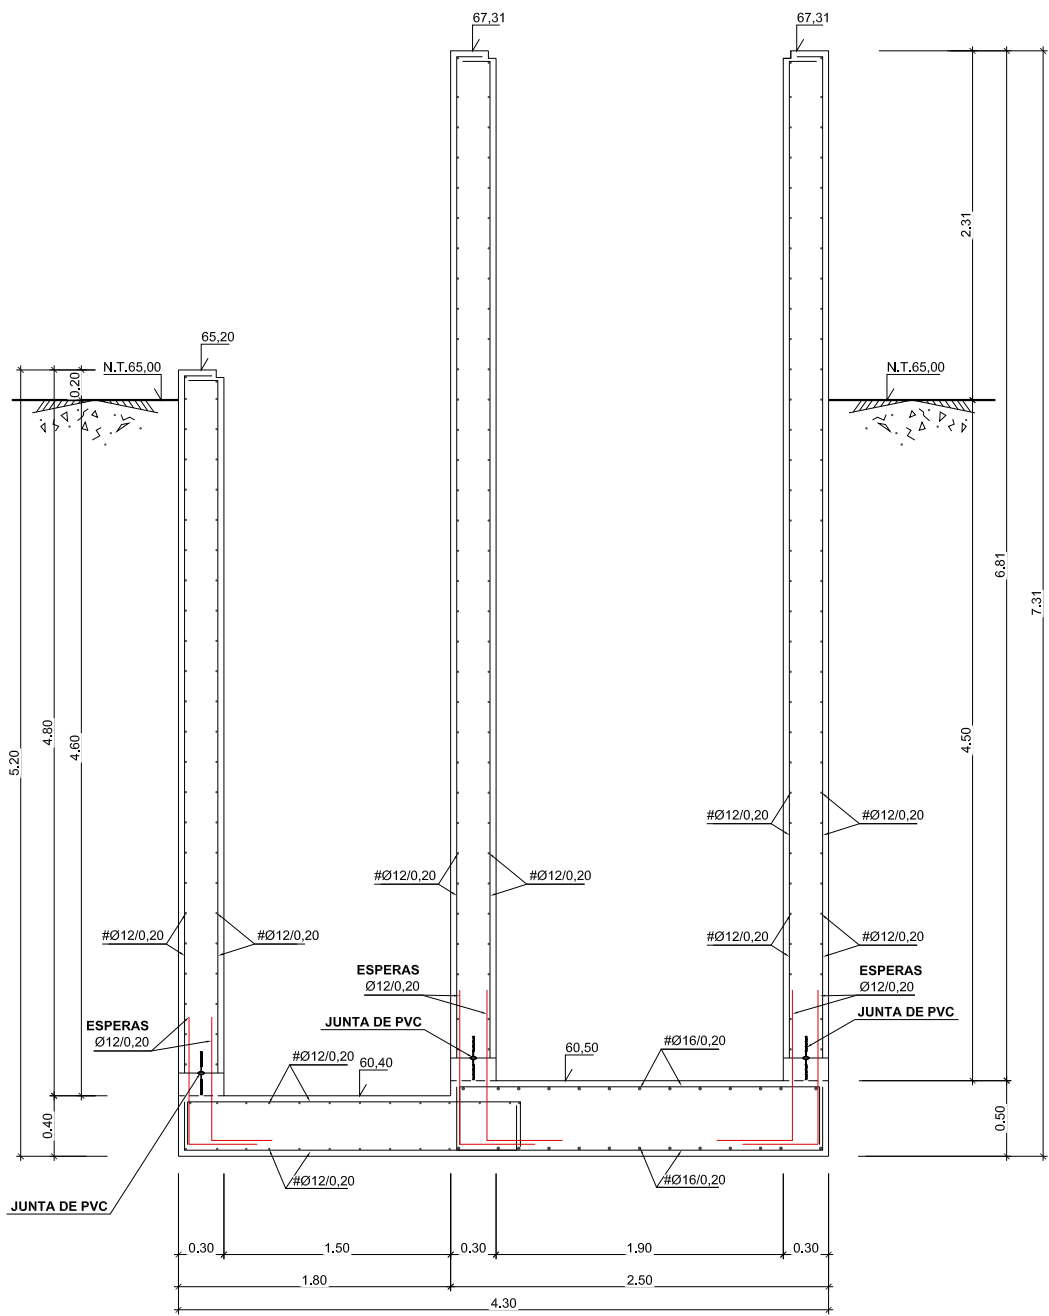 67,31
67,31
2.31
65,20
N.T.65,00
N.T.65,00
0.20
6.81
7.31
5.20
4.80
4.60
4.50
#Ø12/0,20
#Ø12/0,20
#Ø12/0,20
#Ø12/0,20
#Ø12/0,20
#Ø12/0,20
#Ø12/0,20
#Ø12/0,20
ESPERAS
Ø12/0,20
ESPERAS
Ø12/0,20
JUNTA DE PVC
JUNTA DE PVC
ESPERAS
Ø12/0,20
#Ø12/0,20
60,40
60,50
#Ø16/0,20
0.40
0.50
#Ø12/0,20
#Ø16/0,20
JUNTA DE PVC
0.30
1.50
0.30
1.90
0.30
1.80
2.50
4.30